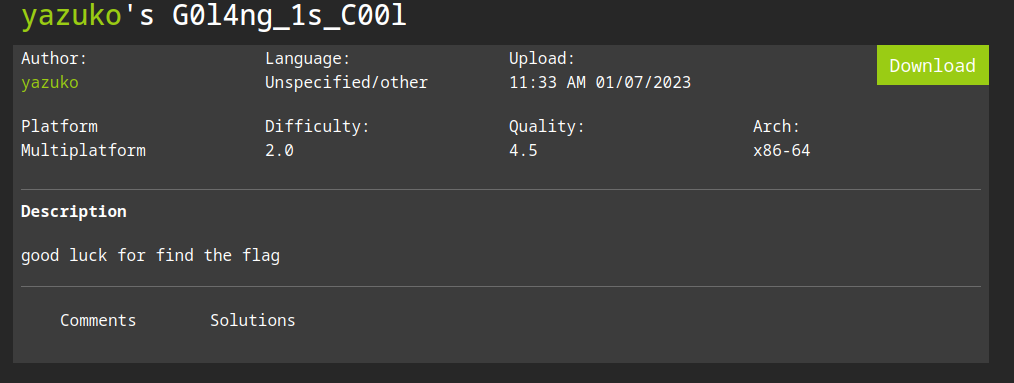 yazuko's G0l4ng_1s_C00l
Author: Language: Upload: Download
yazuko Unspecified/other 11:33 AM 01/07/2023
Platform Difficulty: Quality: Arch:
Multiplatform 2.0 4.5 x86-64
Description
good luck for find the flag
Comments Solutions